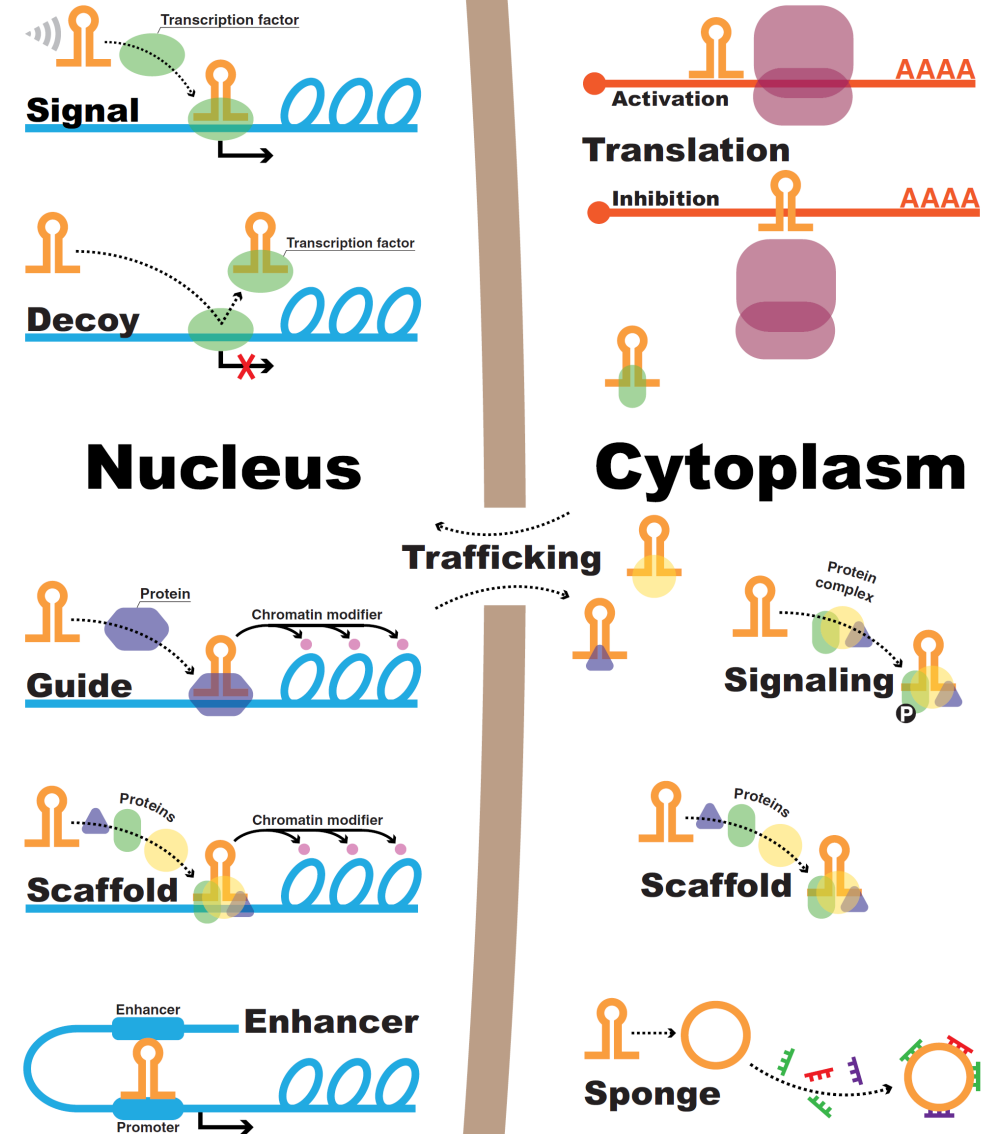 Transcription factor
Signal
Transcription factor
Decoy
AAAA
Activation
Translation
Inhibition
AAAA
Nucleus
Cytoplasm
Trafficking
Protein
Chromatin modifier
Guide
Protein
complex
Signaling
P
Proteins
Chromatin modifier
Scaffold
Proteins
Scaffold
Enhancer
Enhancer
Promoter
Sponge